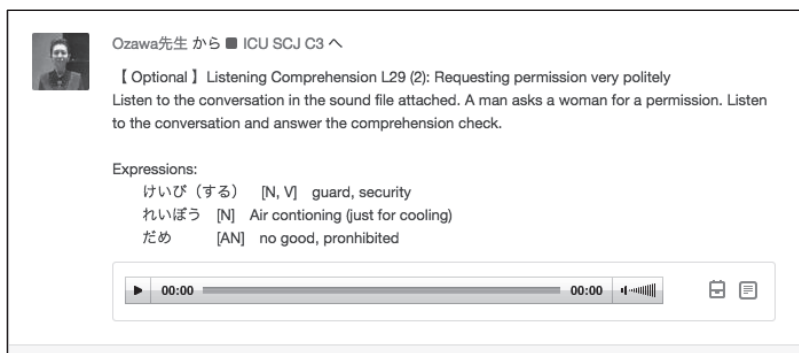 Ozawa先生 から ■ ICU SCJ C3 へ
【 Optional 】 Listening Comprehension L29 (2): Requesting permission very politely
Listen to the conversation in the sound file attached. A man asks a woman for a permission. Listen
to the conversation and answer the comprehension check.
Expressions:
けいび（する） [N, V] guard, security
れいぼう [N] Air contioning (just for cooling)
だめ [AN] no good, pronhibited
00:00 00:00